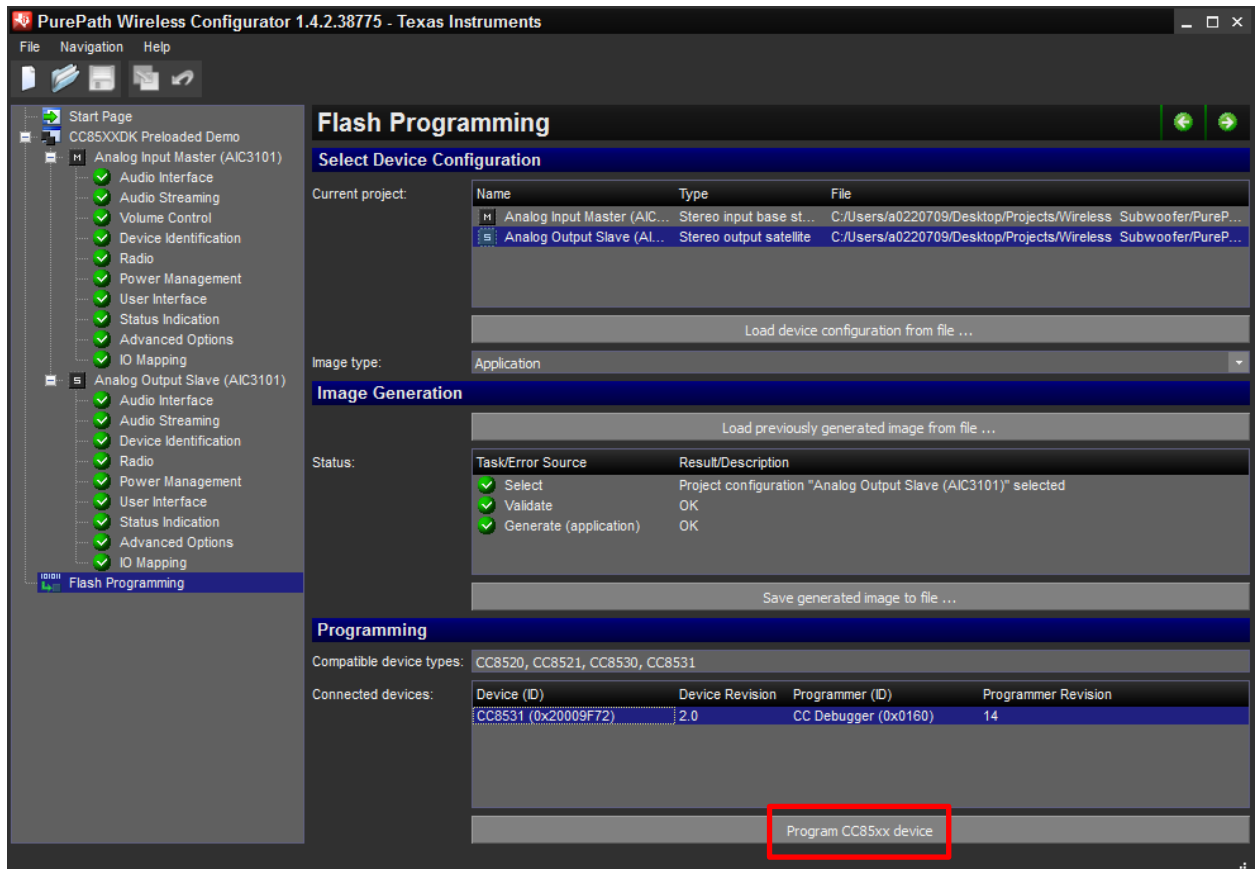 PurePath Wireless Configurator 1.4.2.38775 - Texas Instruments
File Navigation Help
Start Page
CC85XXDK Preloaded Demo
M Analog Input Master (AIC3101)
Audio Interface
Audio Streaming
Volume Control
Device Identification
Radio
Power Management
User Interface
Status Indication
Advanced Options
IO Mapping
S Analog Output Slave (AIC3101)
Audio Interface
Audio Streaming
Device Identification
Radio
Power Management
User Interface
Status Indication
Advanced Options
IO Mapping
Flash Programming
Flash Programming
Select Device Configuration
Current project:
Name Type File
M Analog Input Master (AIC... Stereo input base st... C:/Users/a0220709/Desktop/Projects/Wireless Subwoofer/PureP...
S Analog Output Slave (AI... Stereo output satellite C:/Users/a0220709/Desktop/Projects/Wireless Subwoofer/PureP...
Load device configuration from file ...
Image type: Application
Image Generation
Load previously generated image from file ...
Status:
Task/Error Source Result/Description
Select Project configuration "Analog Output Slave (AIC3101)" selected
Validate OK
Generate (application) OK
Save generated image to file ...
Programming
Compatible device types: CC8520, CC8521, CC8530, CC8531
Connected devices:
Device (ID) Device Revision Programmer (ID) Programmer Revision
CC8531 (0x20009F72) 2.0 CC Debugger (0x0160) 14
Program CC85xx device